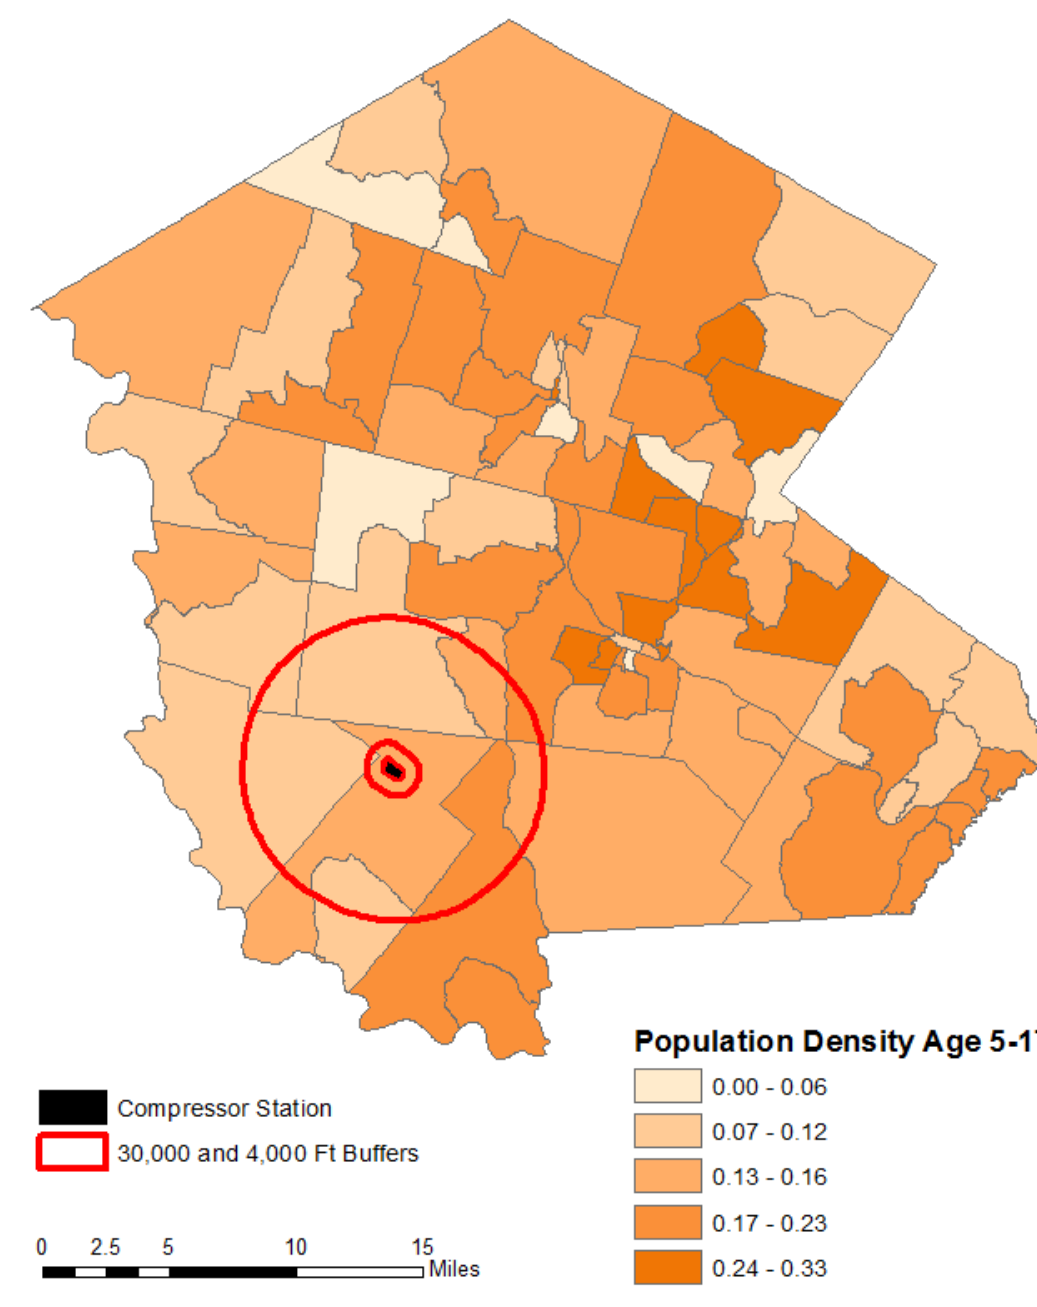 Population Density Age 5-1
0.00 - 0.06
0.07 - 0.12
0.13 - 0.16
0.17 - 0.23
0.24 - 0.33
Compressor Station
30,000 and 4,000 Ft Buffers
0 2.5 5 10 15
Miles